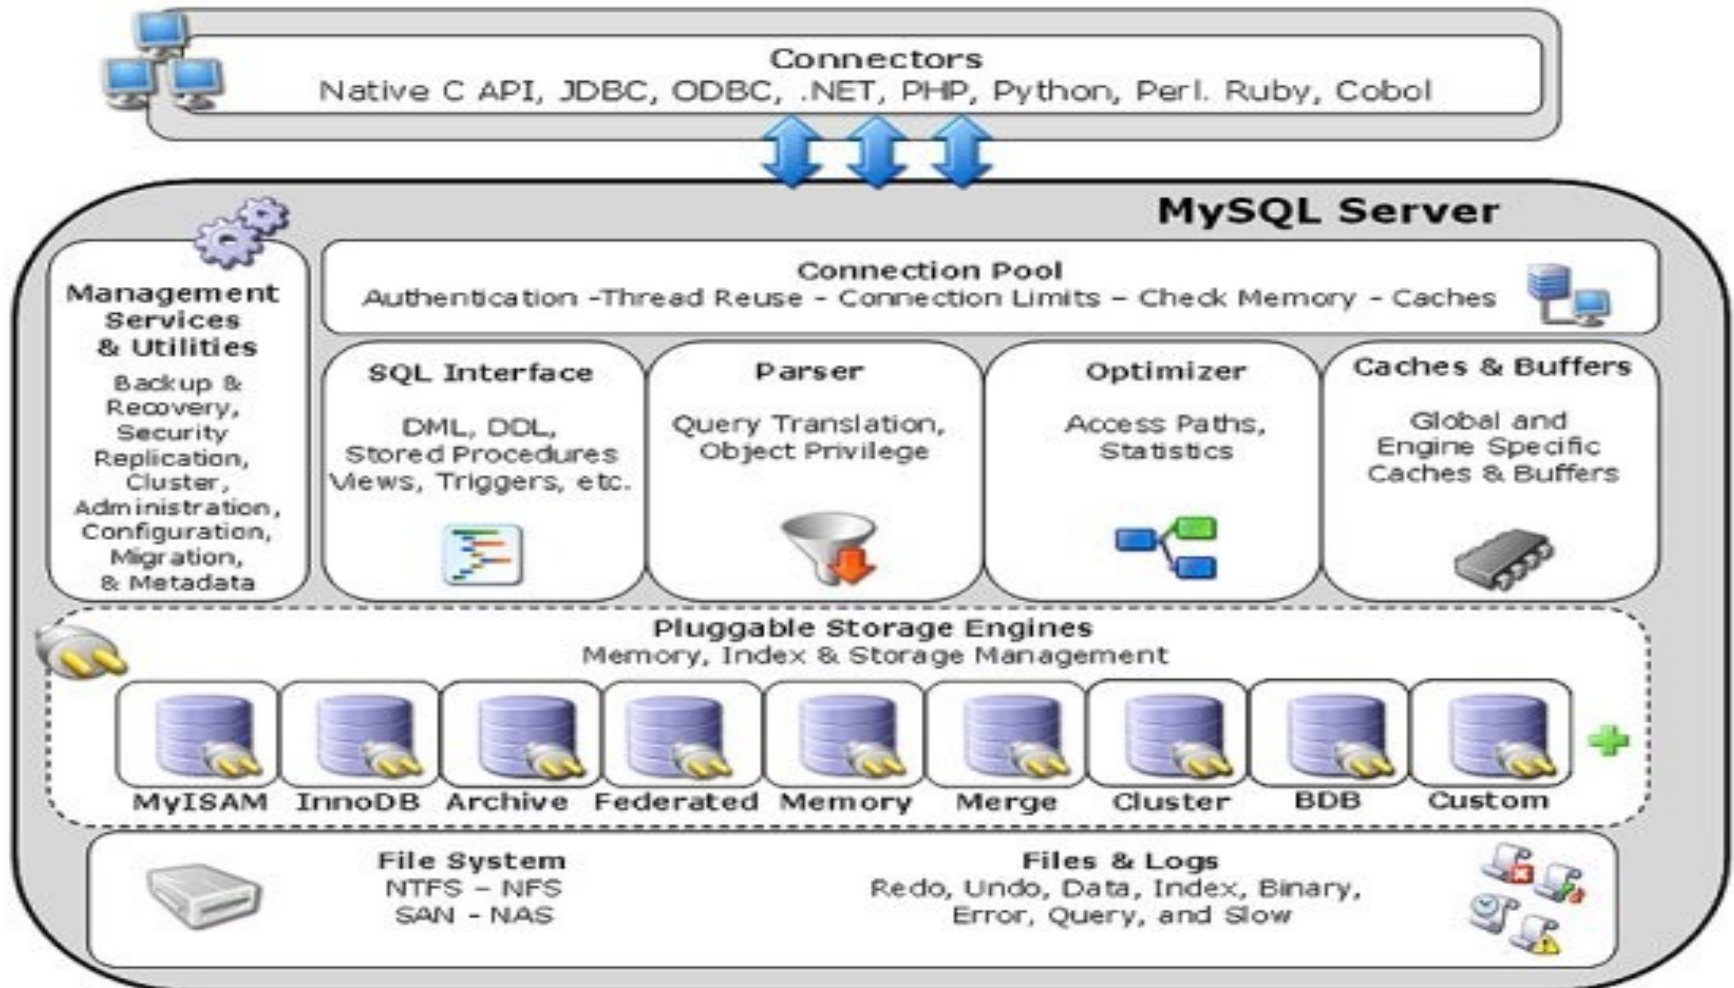 Connectors
Native C API, JDBC, ODBC, .NET, PHP, Python, Perl. Ruby, Cobol
MySQL Server
Management
Services
& Utilities
Backup &
Recovery,
Security
Replication,
Cluster,
Administration,
Configuration,
Migration,
& Metadata
Connection Pool
Authentication -Thread Reuse - Connection Limits – Check Memory - Caches
SQL Interface
DML, DDL,
Stored Procedures
Views, Triggers, etc.
Parser
Query Translation,
Object Privilege
Optimizer
Access Paths,
Statistics
Caches & Buffers
Global and
Engine Specific
Caches & Buffers
Pluggable Storage Engines
Memory, Index & Storage Management
MyISAM
InnoDB
Archive
Federated
Memory
Merge
Cluster
BDB
Custom
File System
NTFS – NFS
SAN - NAS
Files & Logs
Redo, Undo, Data, Index, Binary,
Error, Query, and Slow